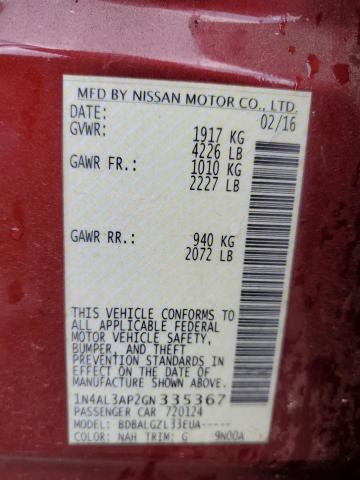 MFD BY NISSAN MOTOR CO., LTD.
DATE: 02/16
GVWR: 1917 KG
4226 LB
GAWR FR.: 1010 KG
2227 LB
GAWR RR.: 940 KG
2072 LB
THIS VEHICLE CONFORMS TO
ALL APPLICABLE FEDERAL
MOTOR VEHICLE SAFETY,
BUMPER, AND THEFT
PREVENTION STANDARDS
IN EFFECT ON THE DATE OF
MANUFACTURE SHOWN ABOVE.
1N4AL3AP2GN335367
PASSENGER CAR 720124
MODEL: BDBALGZL33EUA-----
COLOR: NAH TRIM: G 9N00A